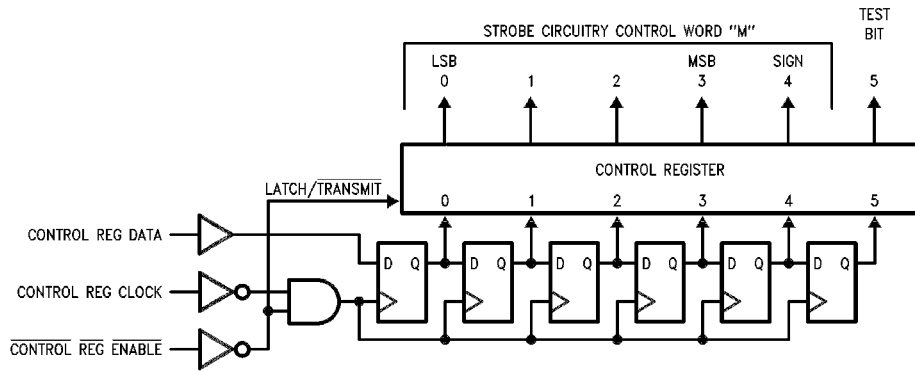 STROBE CIRCUITRY CONTROL WORD "M"
TEST
BIT
LSB
MSB
SIGN
0 1 2 3 4 5
CONTROL REGISTER
LATCH/TRANSMIT
0 1 2 3 4 5
CONTROL REG DATA
D Q D Q D Q D Q D Q D Q
CONTROL REG CLOCK
CONTROL REG ENABLE